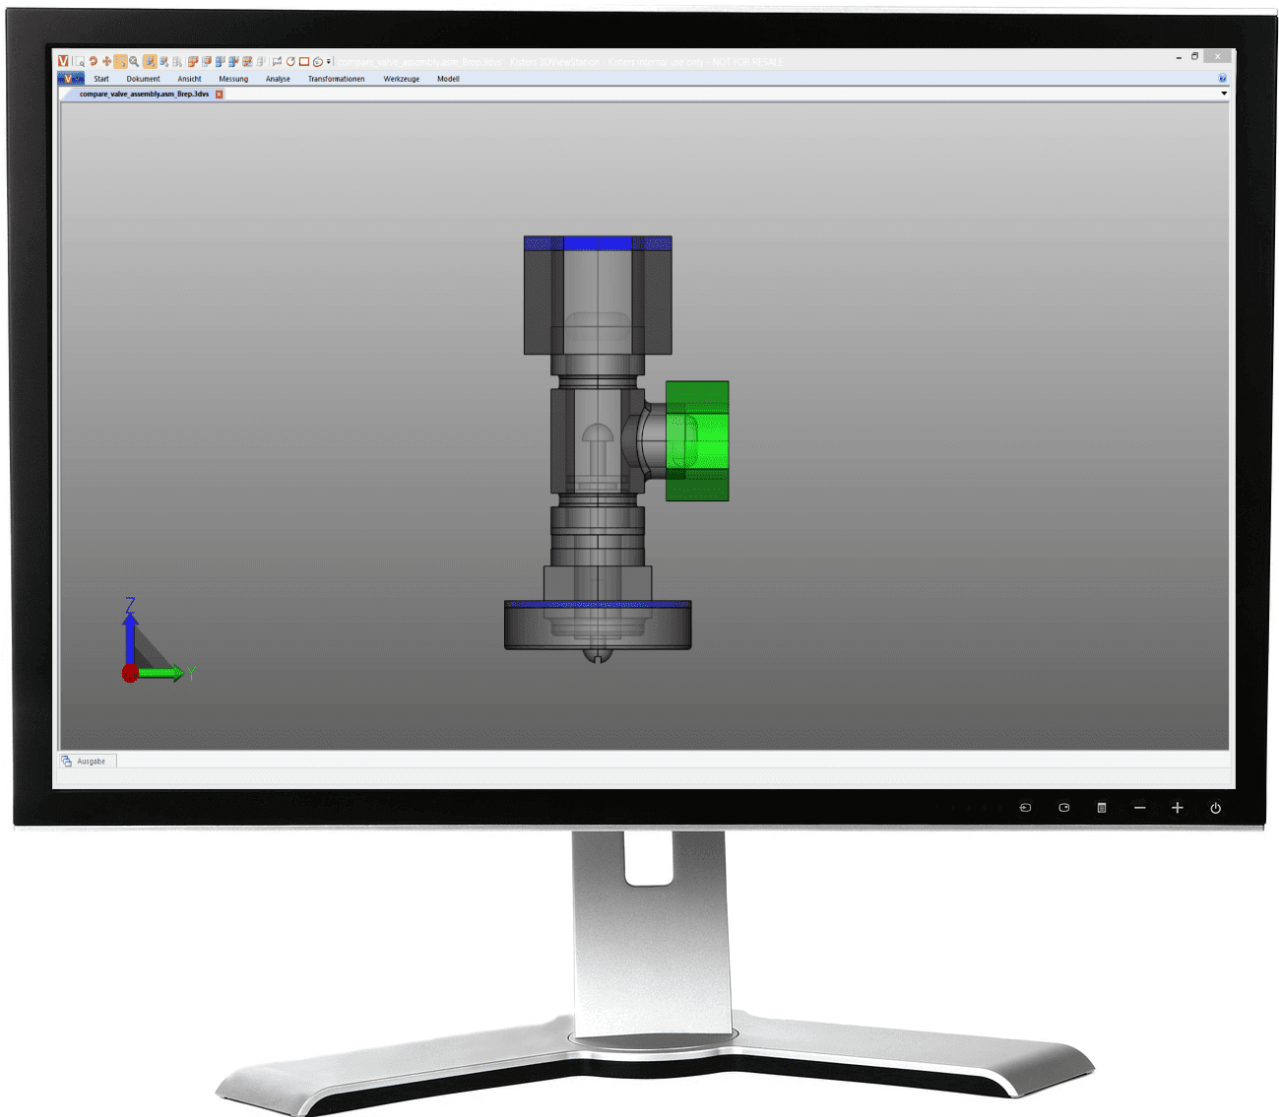 compare_valve_assembly.asm_Brep.3dvs - Kisters 3DViewStation - Kisters internal use only - NOT FOR RESALE
Start Dokument Ansicht Messung Analyse Transformationen Werkzeuge Modell
compare_valve_assembly.asm_Brep.3dvs
Z
Y
Ausgabe